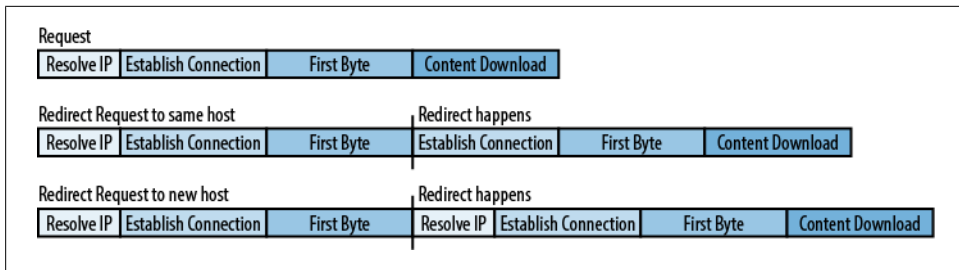 Request
Resolve IP Establish Connection First Byte Content Download
Redirect Request to same host Redirect happens
Resolve IP Establish Connection First Byte Establish Connection First Byte Content Download
Redirect Request to new host Redirect happens
Resolve IP Establish Connection First Byte Resolve IP Establish Connection First Byte Content Download